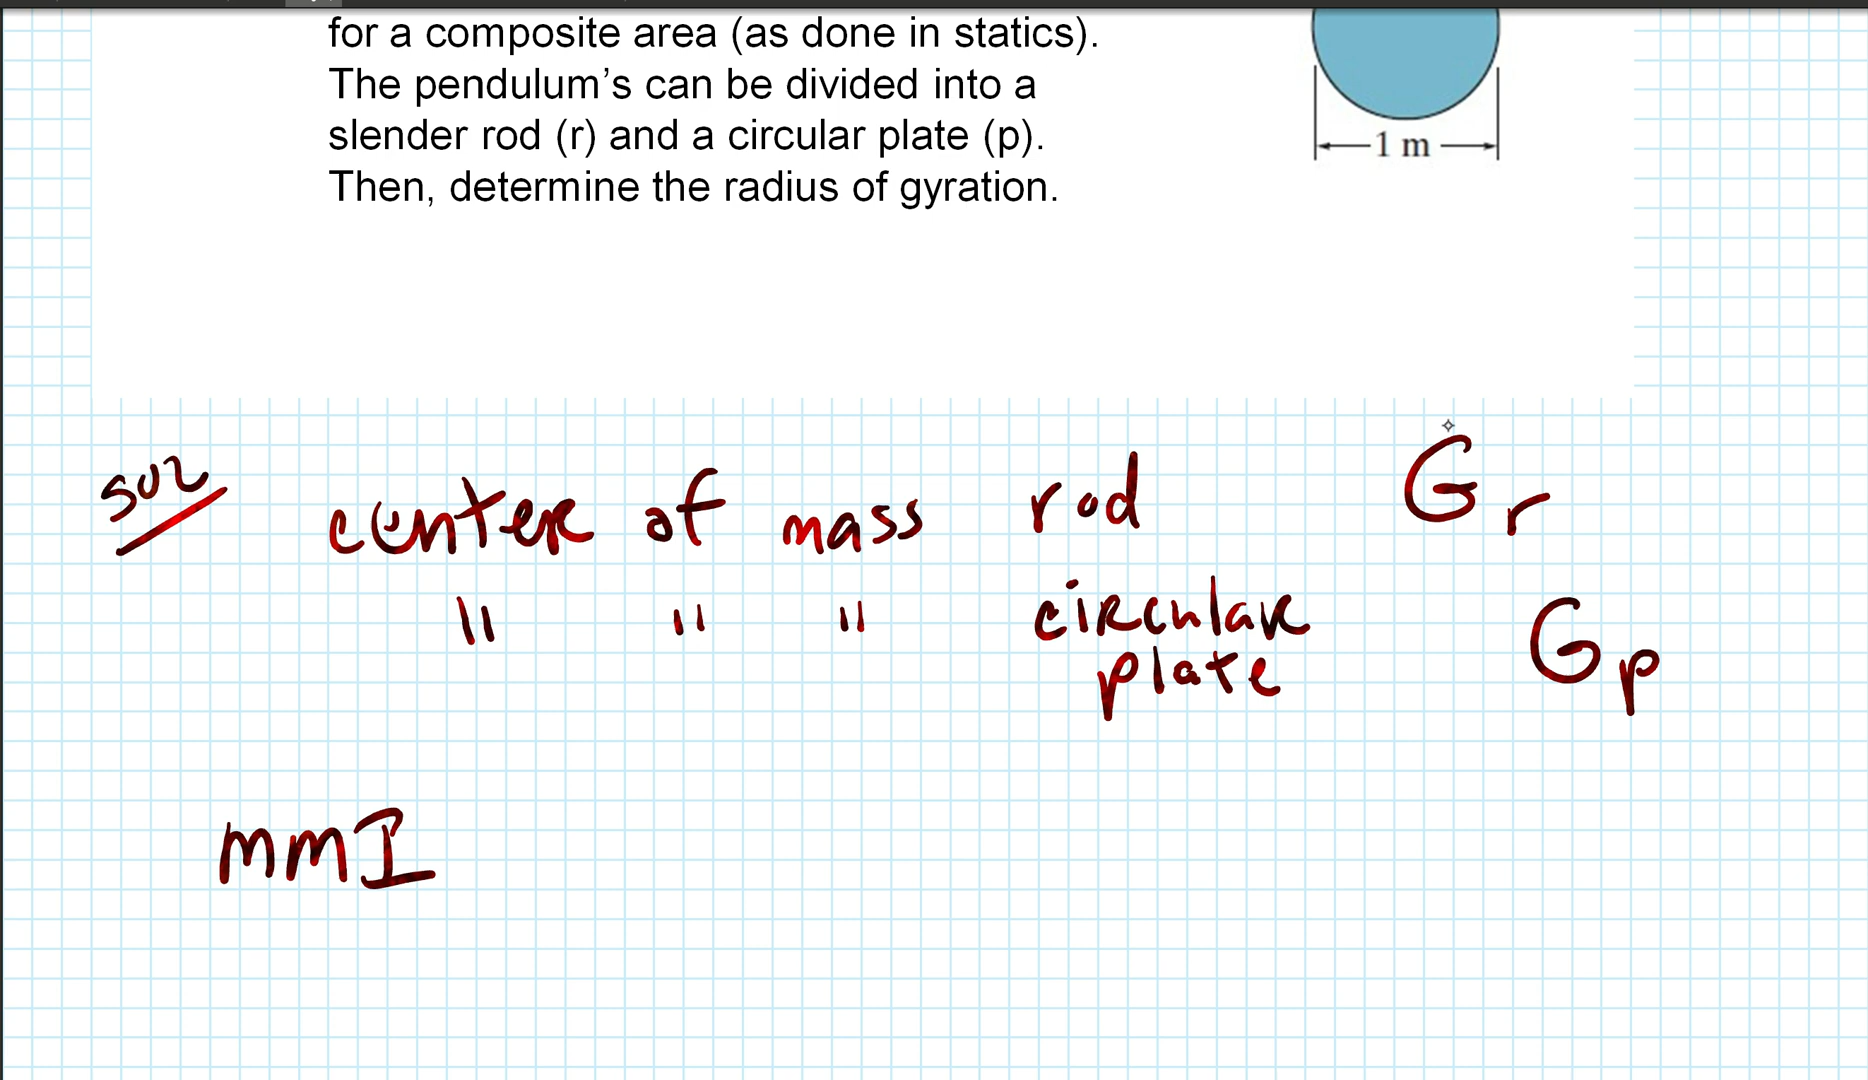 for a composite area (as done in statics).
The pendulum’s can be divided into a
slender rod (r) and a circular plate (p).
Then, determine the radius of gyration.
1 m
center of mass rod Gr
" " " circular
plate Gp
mmI